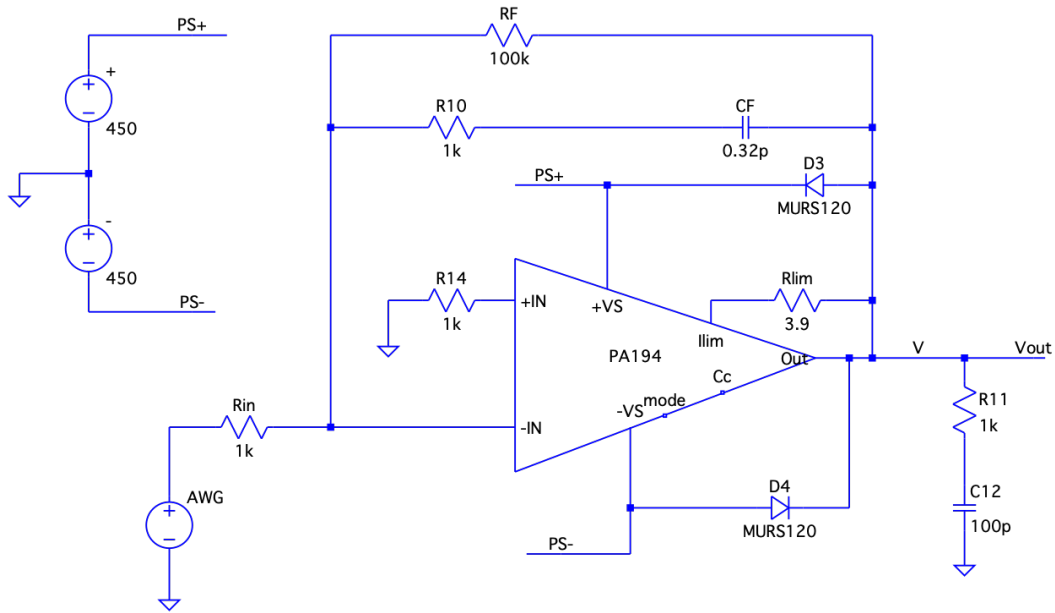 RF
PS+
100k
+
R10
CF
450
1k
0.32p
D3
PS+
MURS120
-
450
R14
+IN
Rlim
+VS
PS-
1k
3.9
Ilim
PA194
Out
V
Vout
Cc
-VS
mode
R11
1k
Rin
-IN
1k
AWG
D4
C12
MURS120
100p
PS-